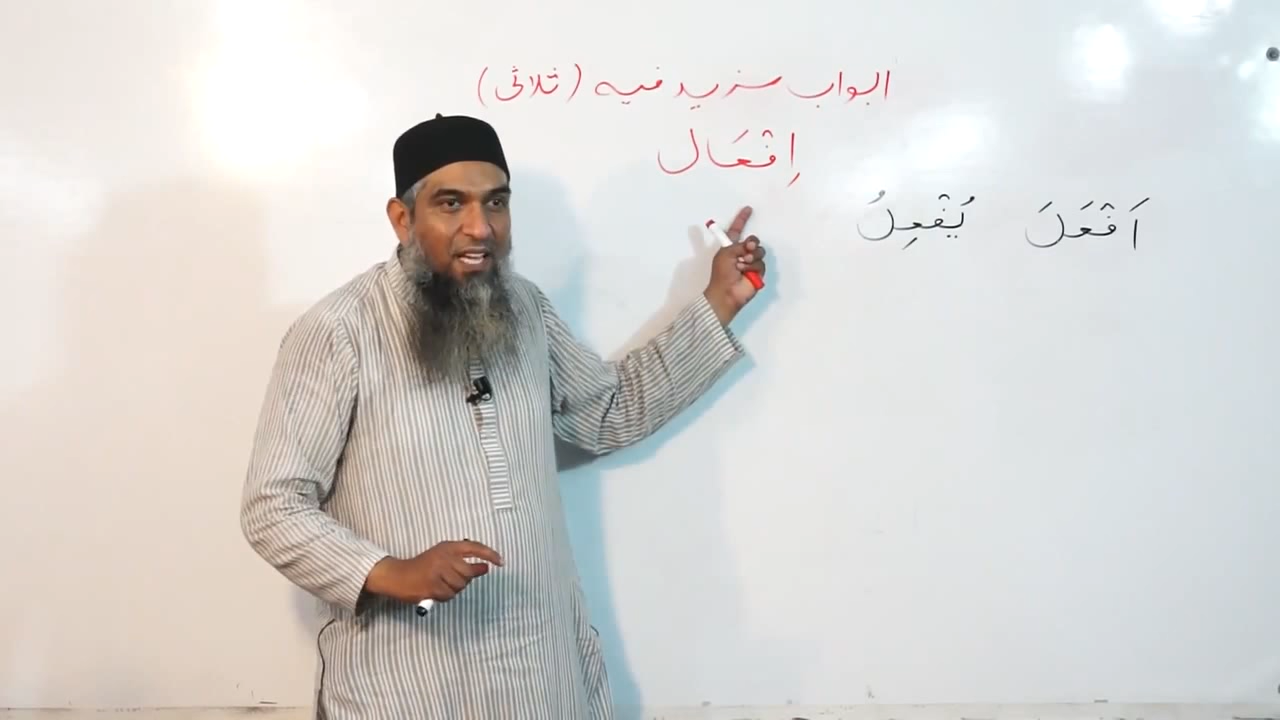 ابواب مزید فیہ (ثلاثی)
اِفْعَال
اَفْعَلَ یُفْعِلُ